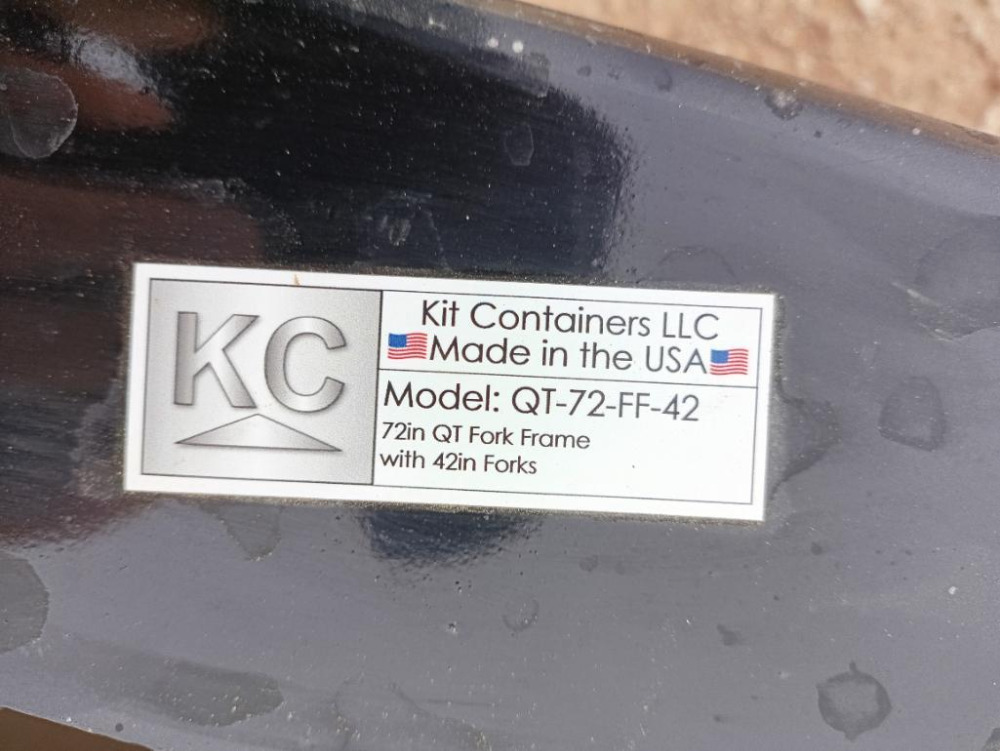 KC
Kit Containers LLC
Made in the USA
Model: QT-72-FF-42
72in QT Fork Frame
with 42in Forks